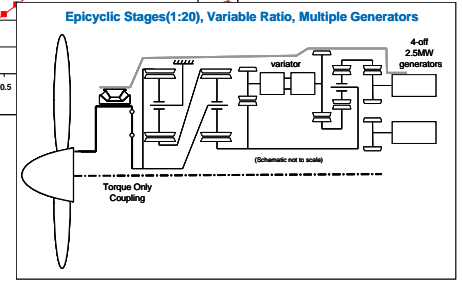 Epicyclic Stages(1:20), Variable Ratio, Multiple Generators
4-off
2.5MW
generators
variator
0.5
(Schematic not to scale)
Torque Only
Coupling